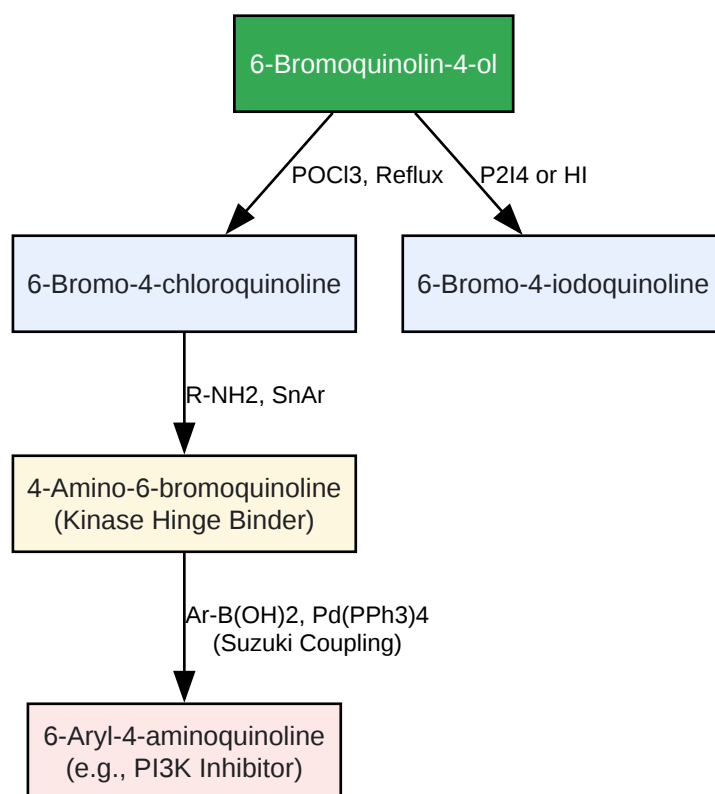 6-Bromoquinolin-4-ol
POCl3, Reflux
P2I4 or HI
6-Bromo-4-chloroquinoline
6-Bromo-4-iodoquinoline
R-NH2, SnAr
4-Amino-6-bromoquinoline
(Kinase Hinge Binder)
Ar-B(OH)2, Pd(PPh3)4
(Suzuki Coupling)
6-Aryl-4-aminoquinoline
(e.g., PI3K Inhibitor)